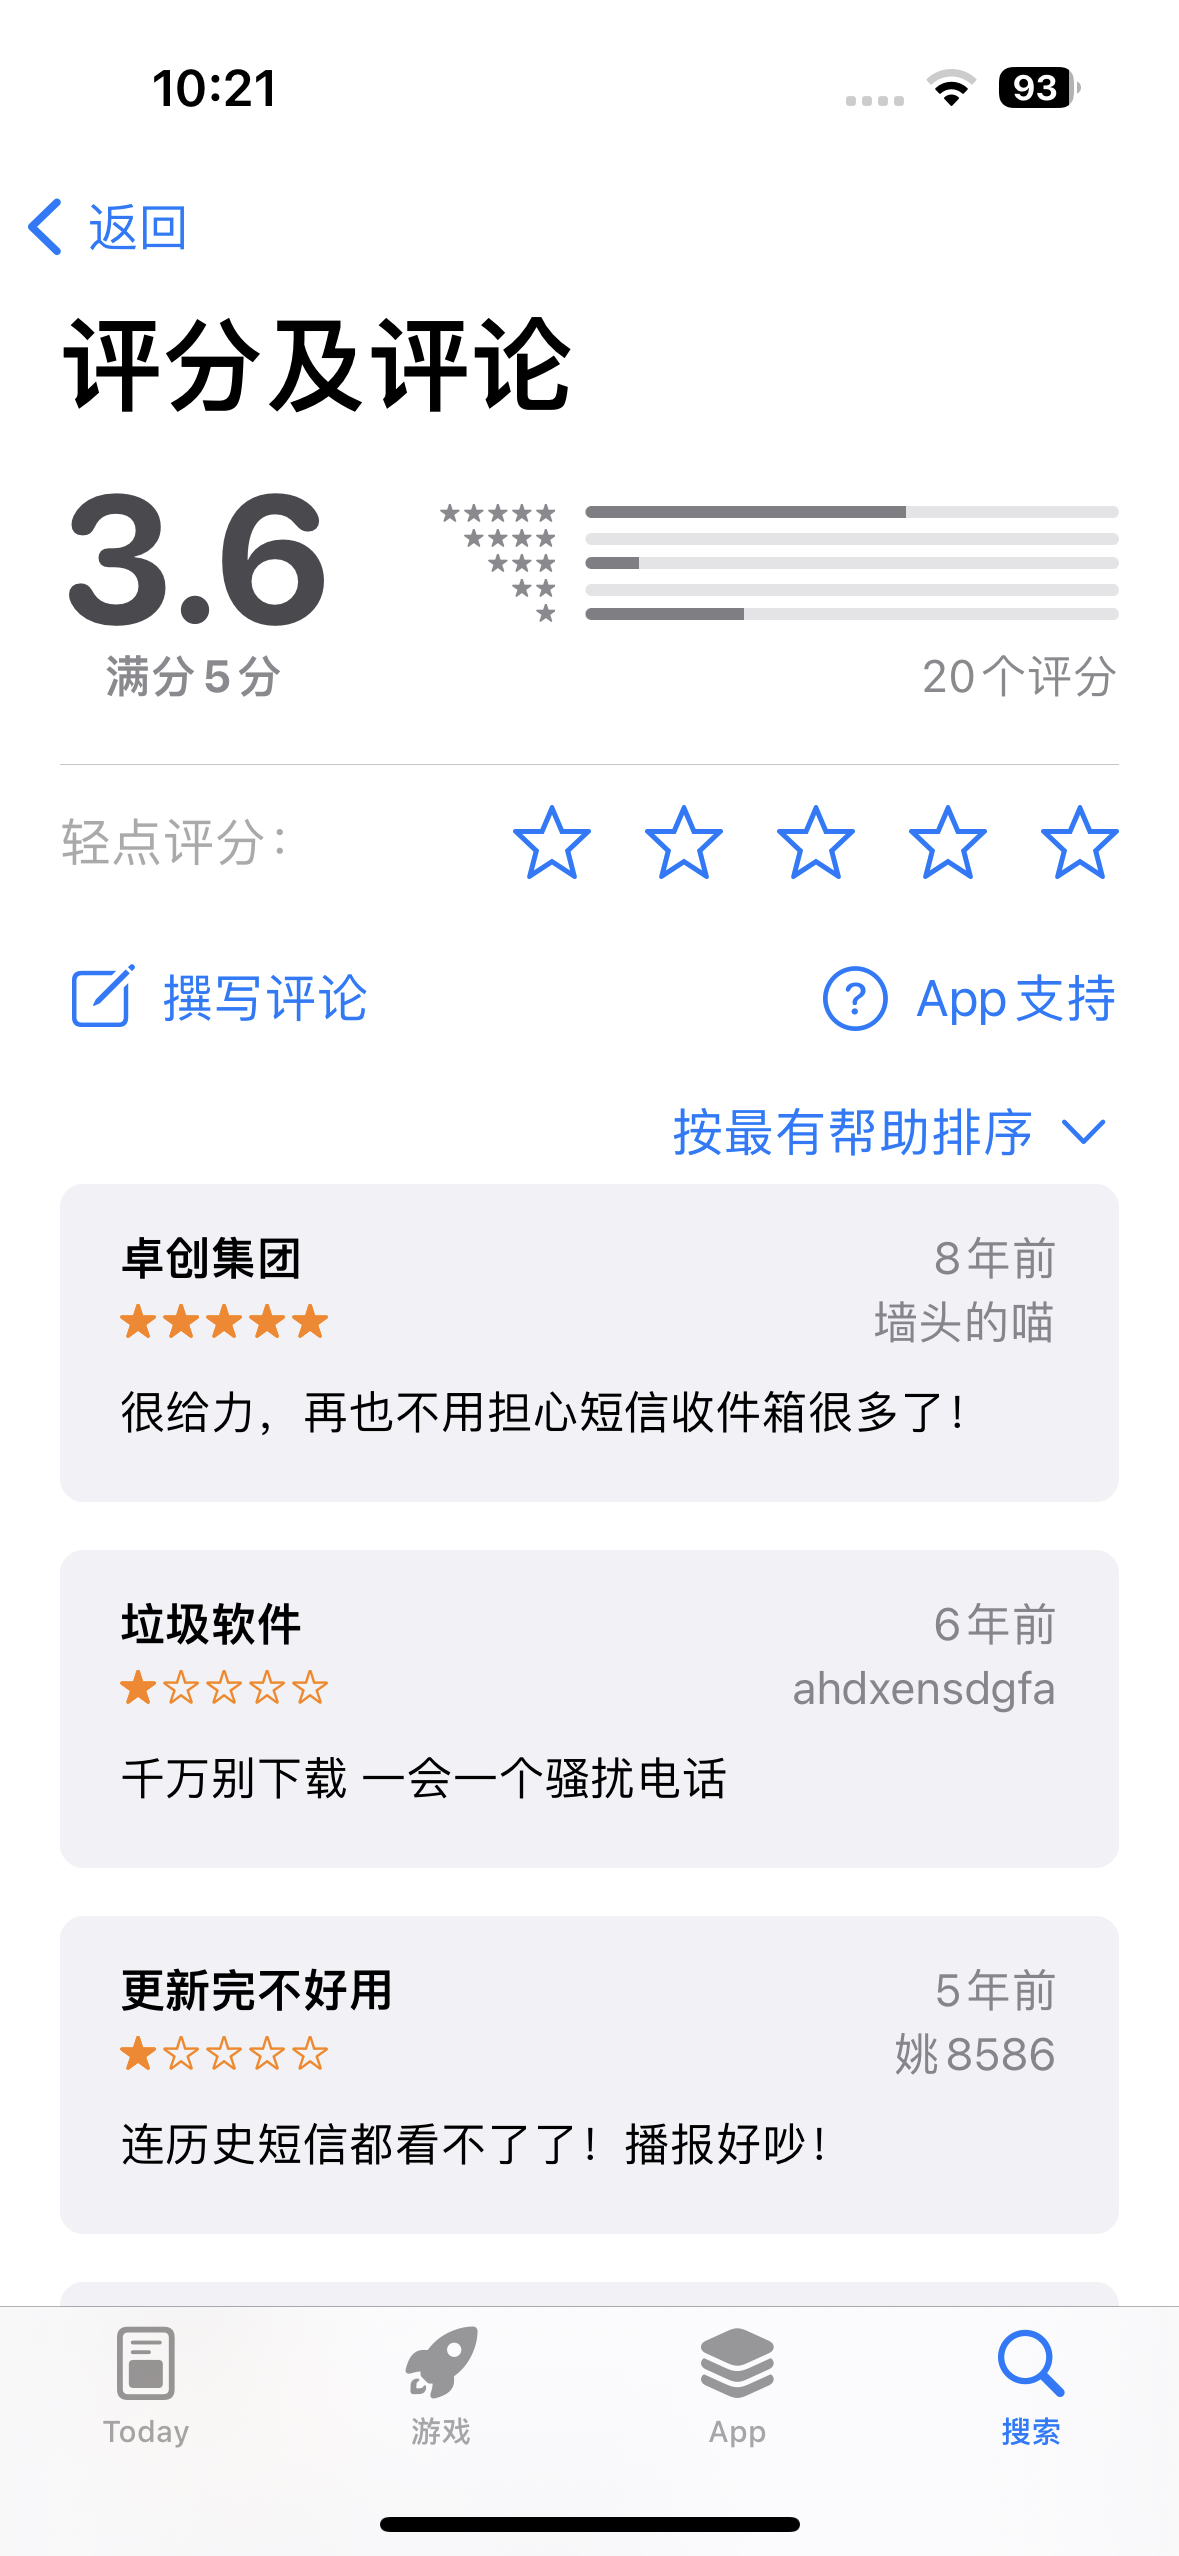 10:21
93
返回
评分及评论
3.6
满分 5 分
20 个评分
轻点评分：
撰写评论
App 支持
按最有帮助排序
卓创集团
8 年前
墙头的喵
很给力，再也不用担心短信收件箱很多了！
垃圾软件
6 年前
ahdxensdgfa
千万别下载 一会一个骚扰电话
更新完不好用
5 年前
姚 8586
连历史短信都看不了了！播报好吵！
Today
游戏
App
搜索